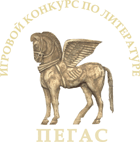 ИГРОВОЙ КОНКУРС ПО ЛИТЕРАТУРЕ
ПЕГАС